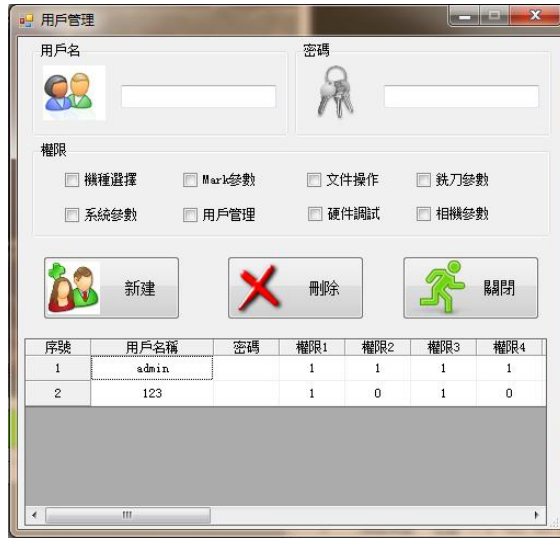 用戶管理
用戶名 密碼
權限
機種選擇 Mark參數 文件操作 銑刀參數
系統參數 用戶管理 硬件調試 相機參數
新建 刪除 關閉
序號 用戶名稱 密碼 權限1 權限2 權限3 權限4
1 admin 1 1 1 1
2 123 1 0 1 0